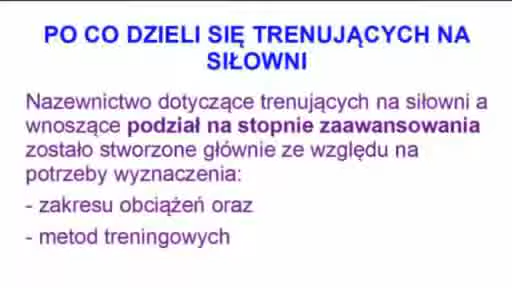 PO CO DZIELI SIĘ TRENUJĄCYCH NA
SIŁOWNI
Nazewnictwo dotyczące trenujących na siłowni a
wnoszące podział na stopnie zaawansowania
zostało stworzone głównie ze względu na
potrzeby wyznaczenia:
- zakresu obciążeń oraz
- metod treningowych